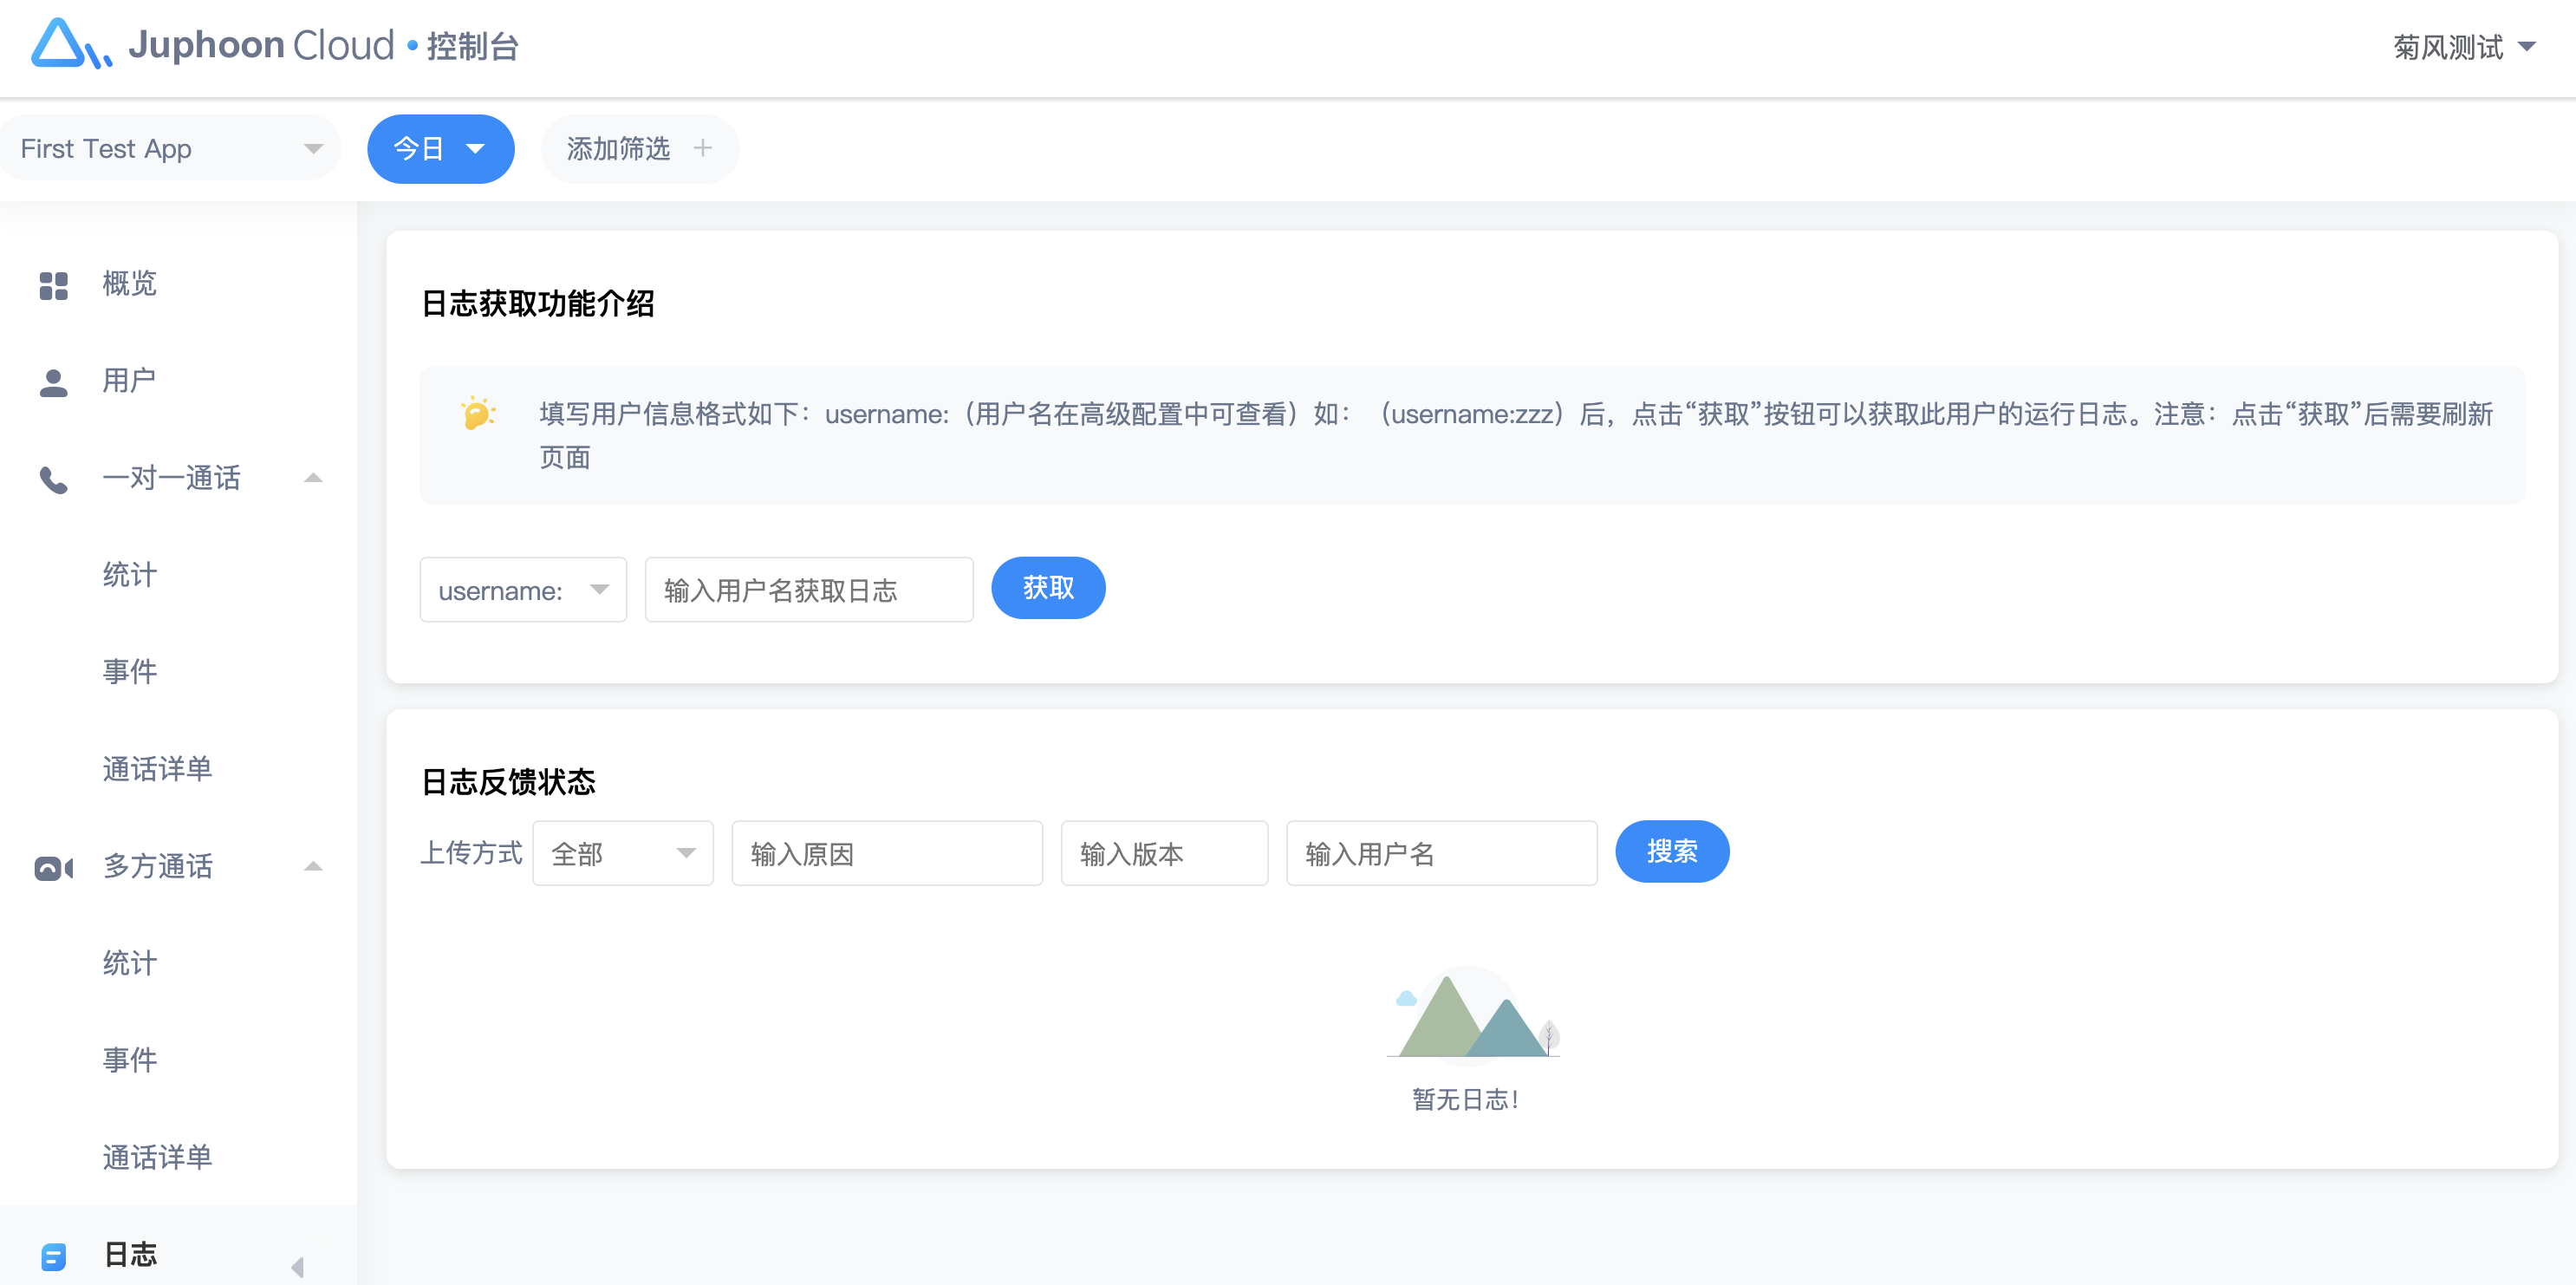 Juphoon Cloud • 控制台
菊风测试
First Test App
今日
添加筛选 +
概览
用户
一对一通话
统计
事件
通话详单
多方通话
统计
事件
通话详单
日志
日志获取功能介绍
填写用户信息格式如下：username:（用户名在高级配置中可查看）如：（username:zzz）后，点击“获取”按钮可以获取此用户的运行日志。注意：点击“获取”后需要刷新
页面
username: 输入用户名获取日志 获取
日志反馈状态
上传方式 全部 输入原因 输入版本 输入用户名 搜索
暂无日志！